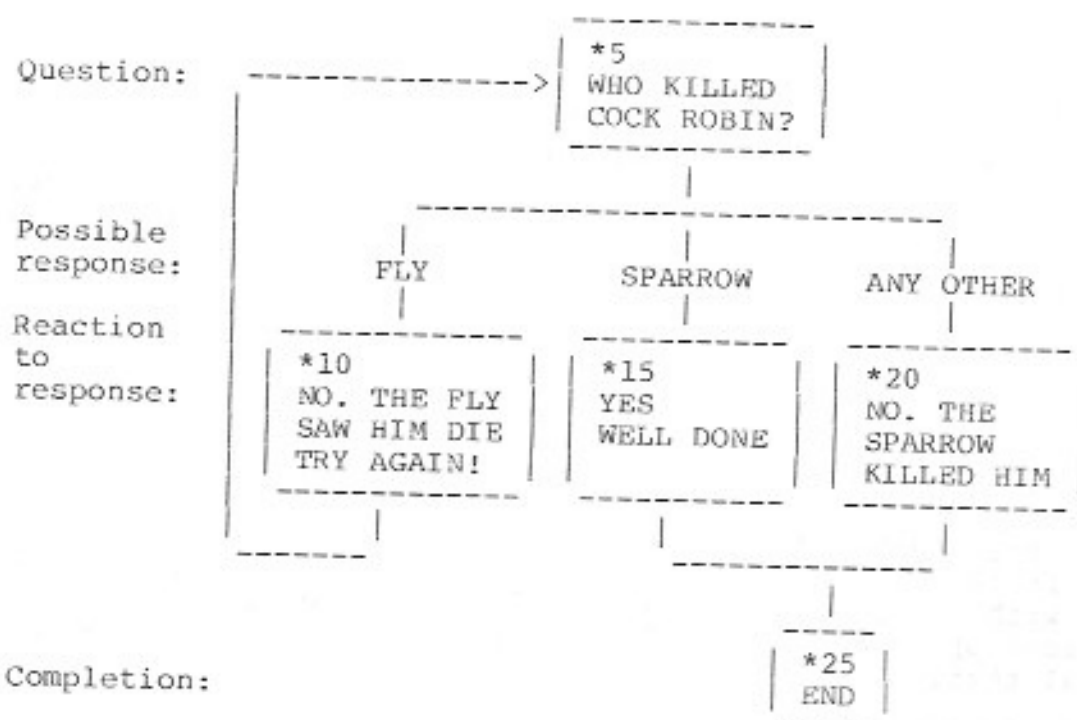 Question:
*5
WHO KILLED
COCK ROBIN?
Possible
response:
FLY
SPARROW
ANY OTHER
Reaction
to
response:
*10
NO. THE FLY
SAW HIM DIE
TRY AGAIN!
*15
YES
WELL DONE
*20
NO. THE
SPARROW
KILLED HIM
Completion:
*25
END